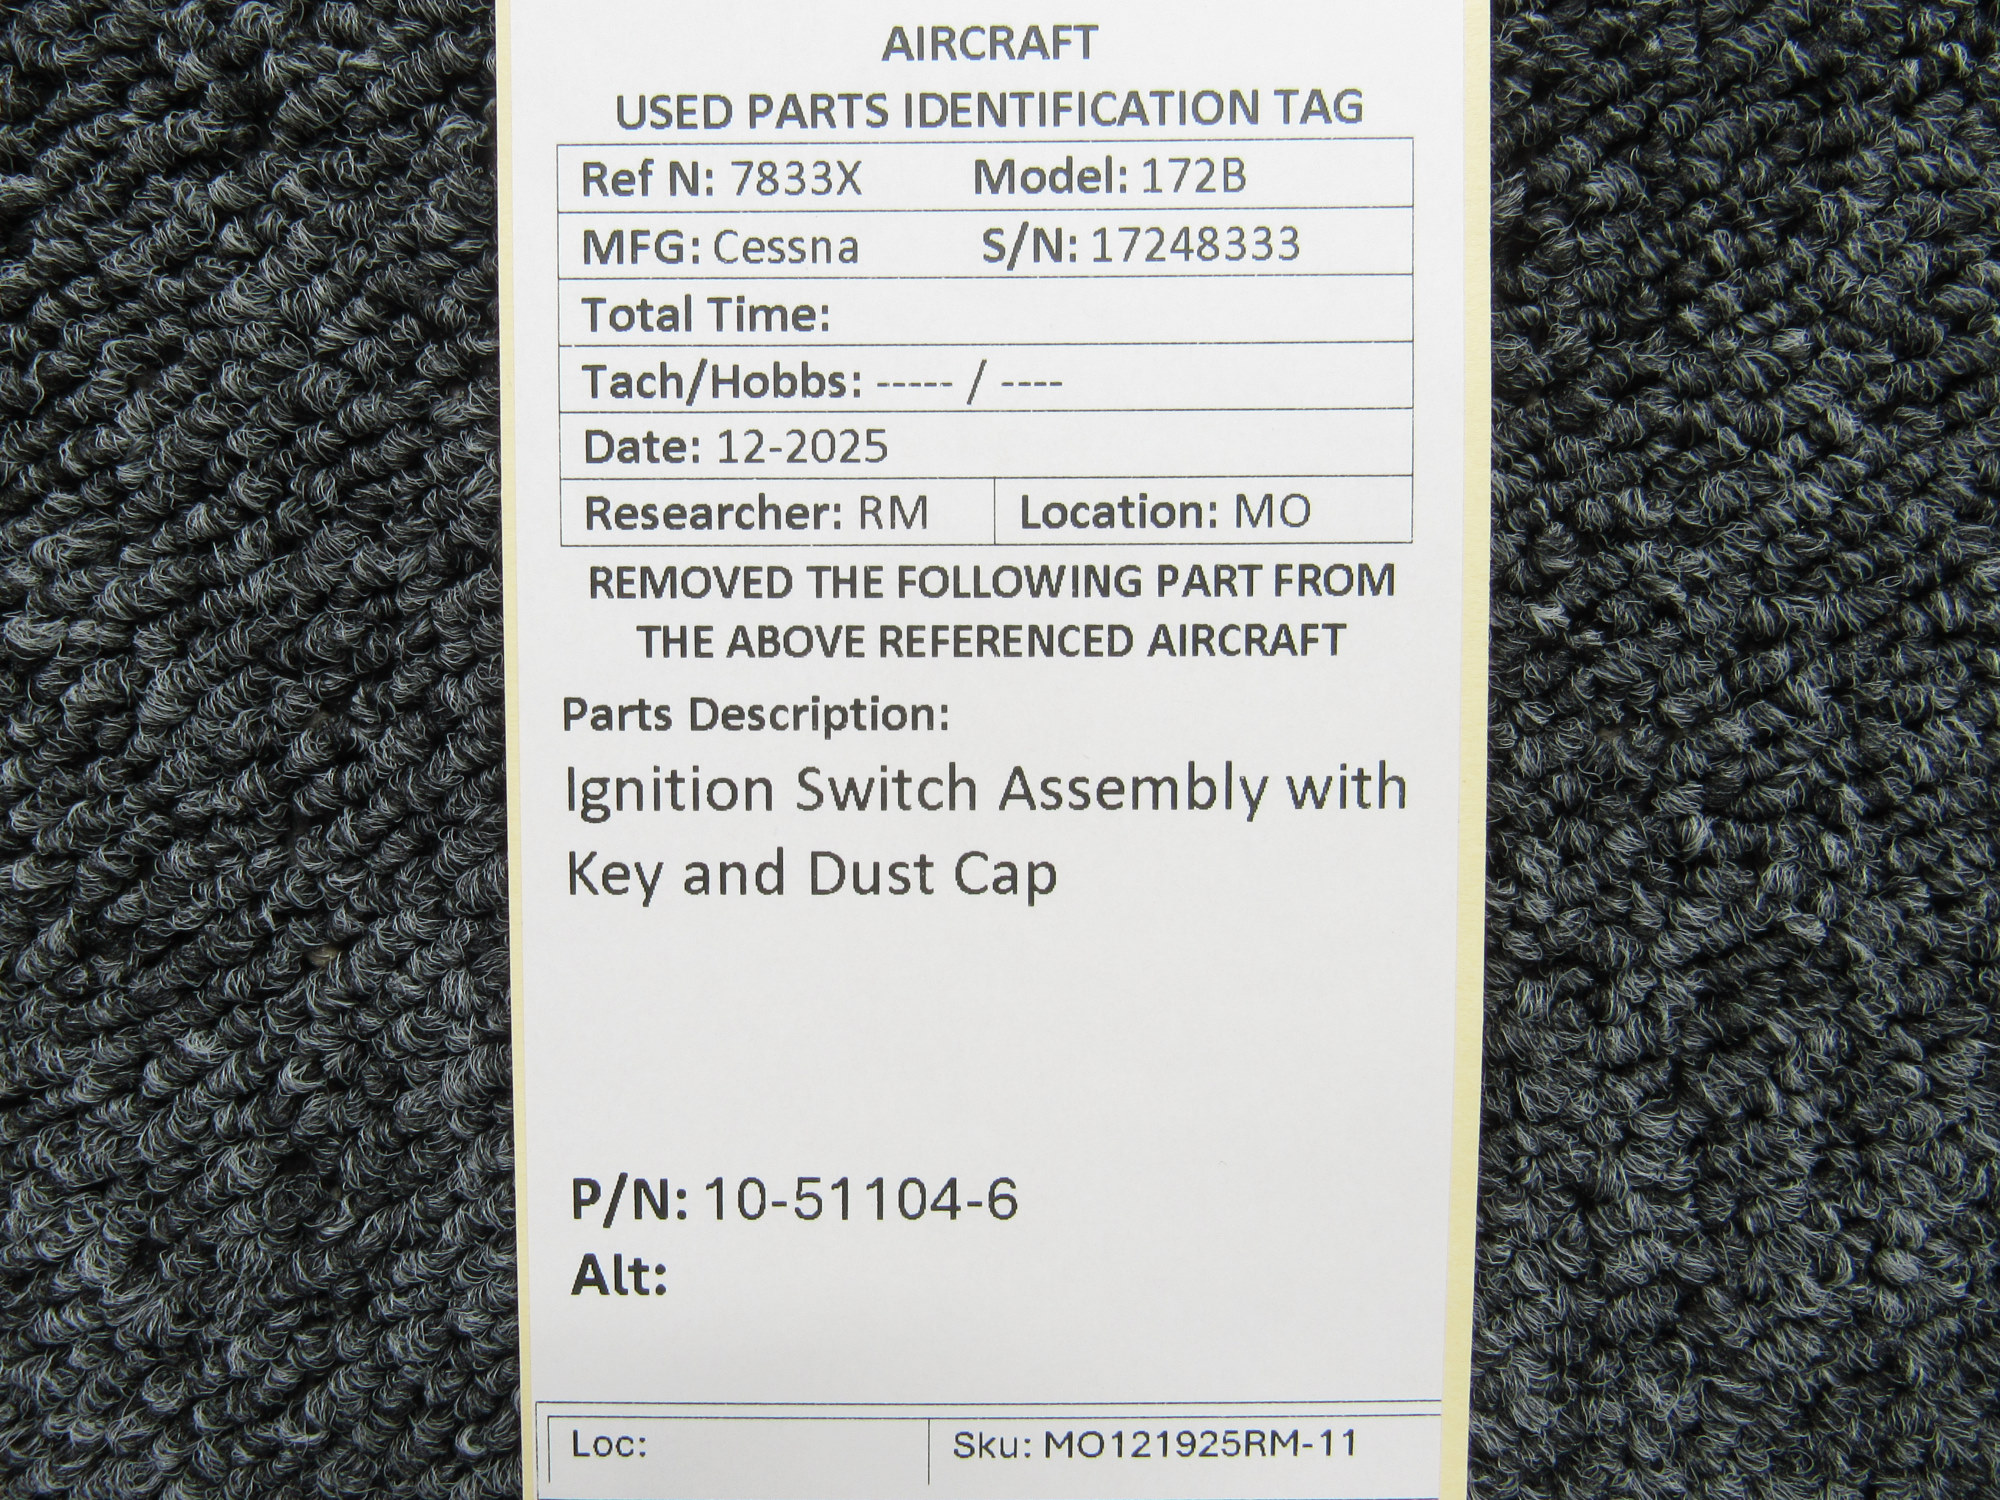 AIRCRAFT
USED PARTS IDENTIFICATION TAG
Ref N: 7833X Model: 172B
MFG: Cessna S/N: 17248333
Total Time:
Tach/Hobbs: ----- / ----
Date: 12-2025
Researcher: RM Location: MO
REMOVED THE FOLLOWING PART FROM
THE ABOVE REFERENCED AIRCRAFT
Parts Description:
Ignition Switch Assembly with
Key and Dust Cap
P/N: 10-51104-6
Alt:
Loc: Sku: MO121925RM-11